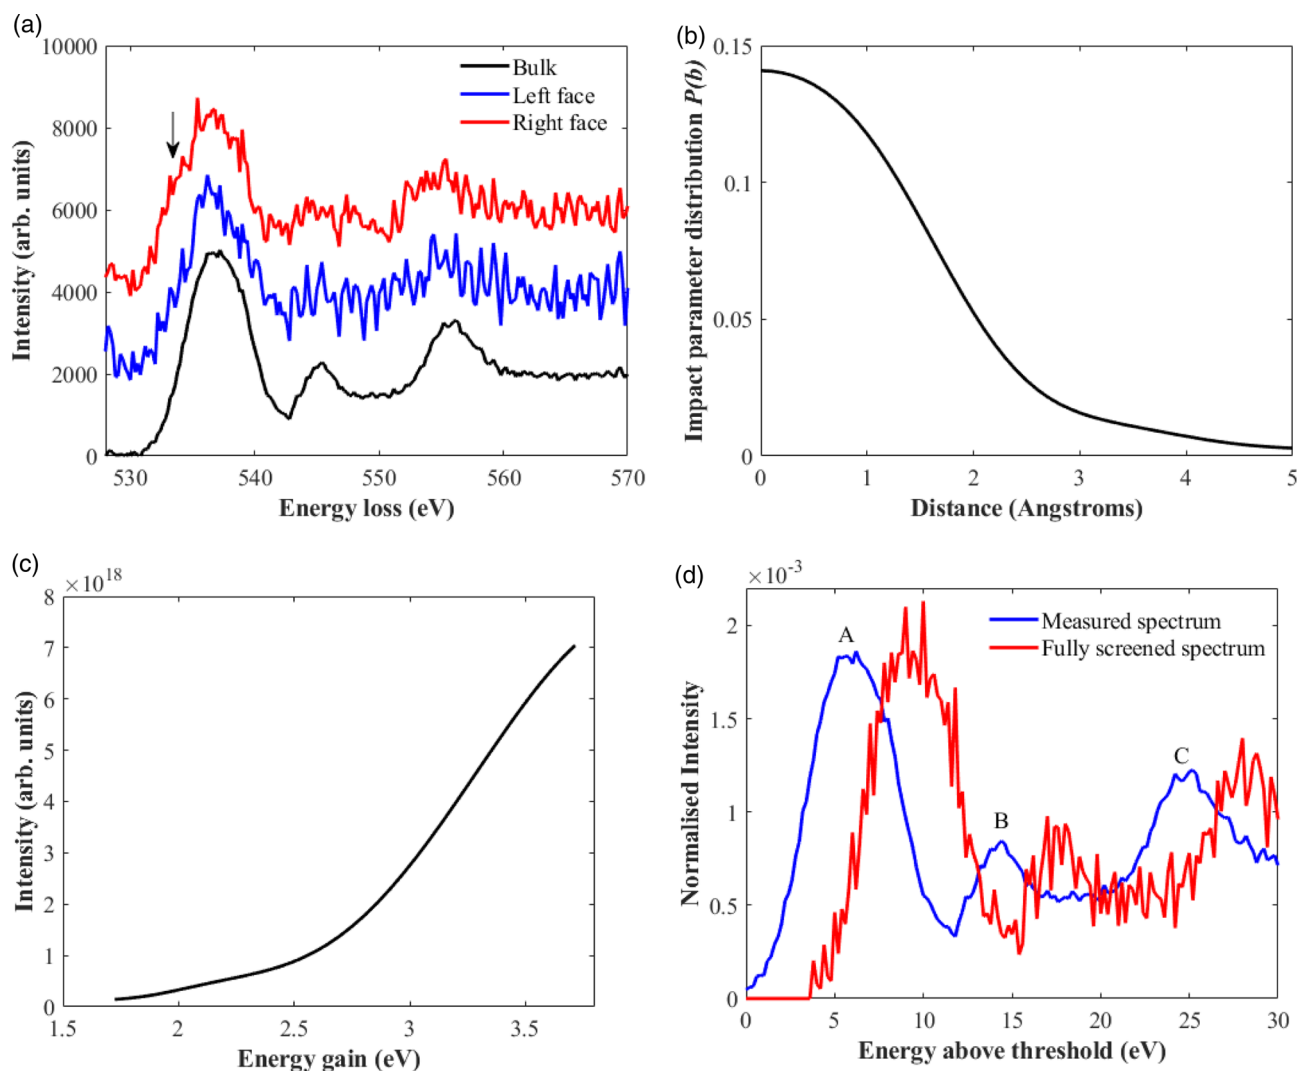 (a)
10000
8000
6000
4000
2000
0
Intensity (arb. units)
Bulk
Left face
Right face
530
540
550
560
570
Energy loss (eV)
(b)
0.15
0.1
0.05
0
Impact parameter distribution P(b)
0
1
2
3
4
5
Distance (Angstroms)
(c)
×10^18
8
7
6
5
4
3
2
1
0
Intensity (arb. units)
1.5
2
2.5
3
3.5
Energy gain (eV)
(d)
×10^-3
2
1.5
1
0.5
0
Normalised Intensity
Measured spectrum
Fully screened spectrum
A
B
C
0
5
10
15
20
25
30
Energy above threshold (eV)